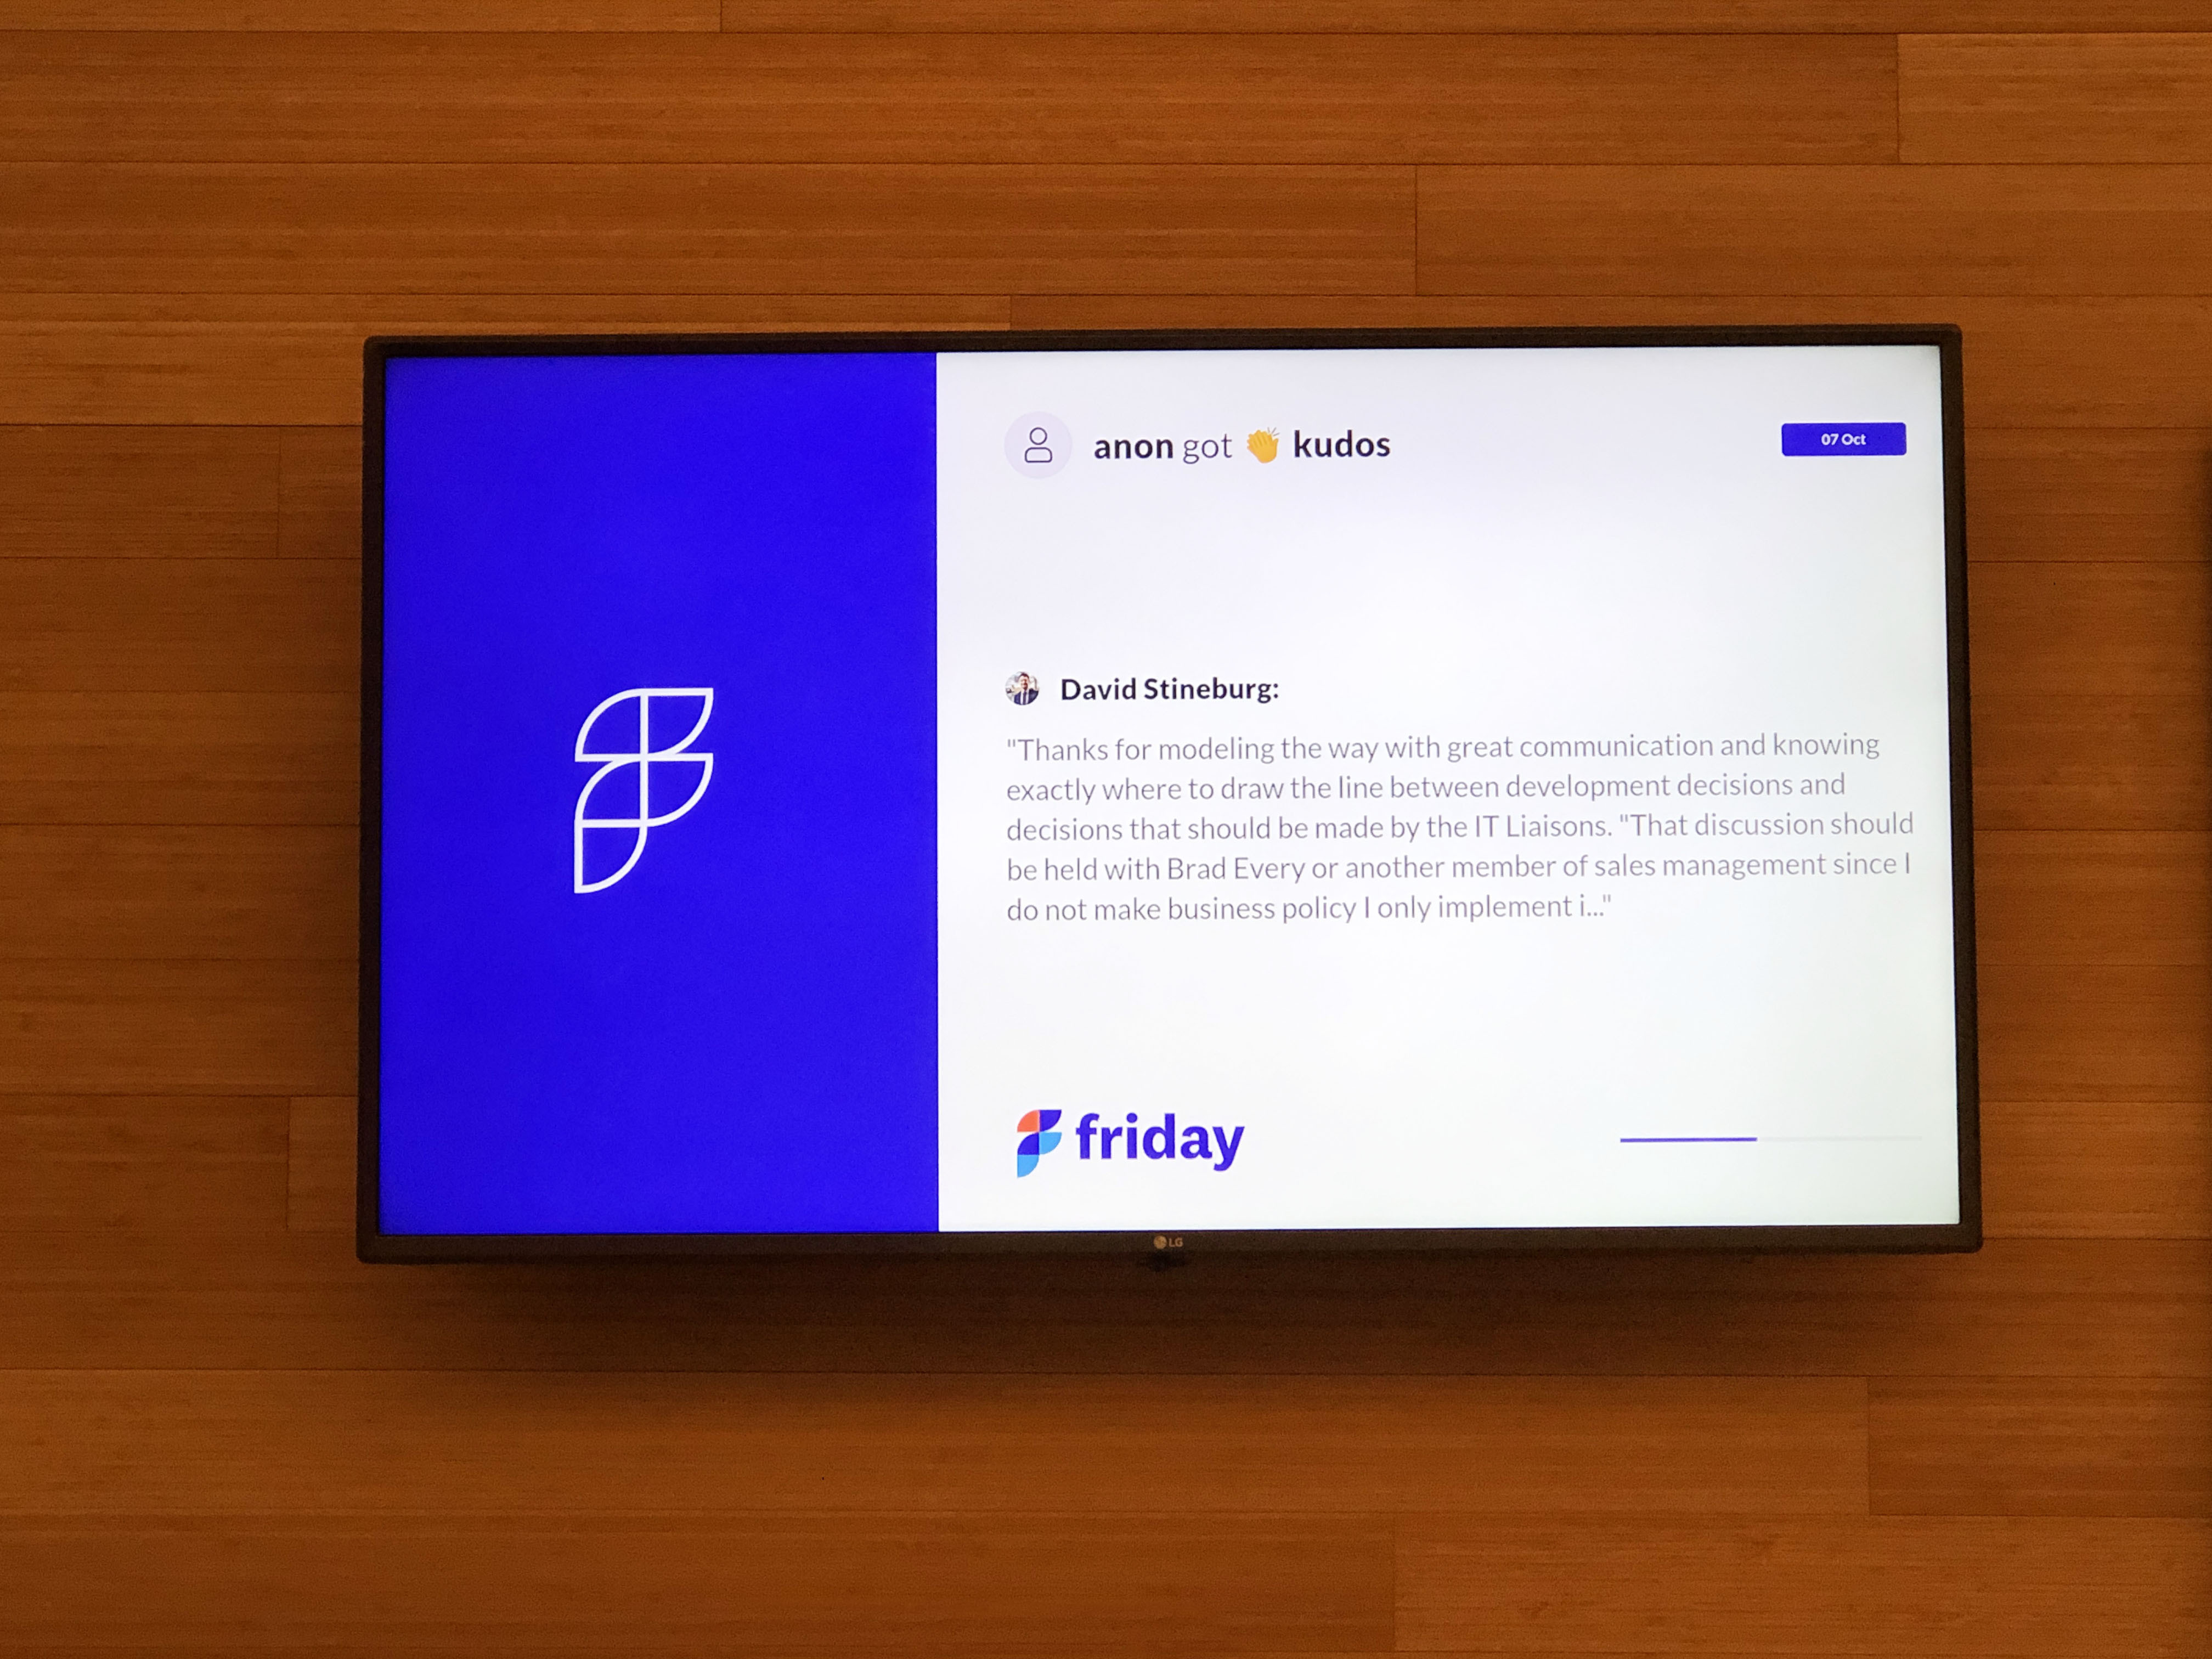 anon got 👏 kudos
07 Oct
David Stineburg:
"Thanks for modeling the way with great communication and knowing
exactly where to draw the line between development decisions and
decisions that should be made by the IT Liaisons. "That discussion should
be held with Brad Every or another member of sales management since I
do not make business policy I only implement i..."
friday
LG